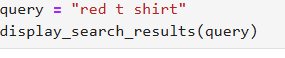 query = "red t shirt"
display_search_results(query)